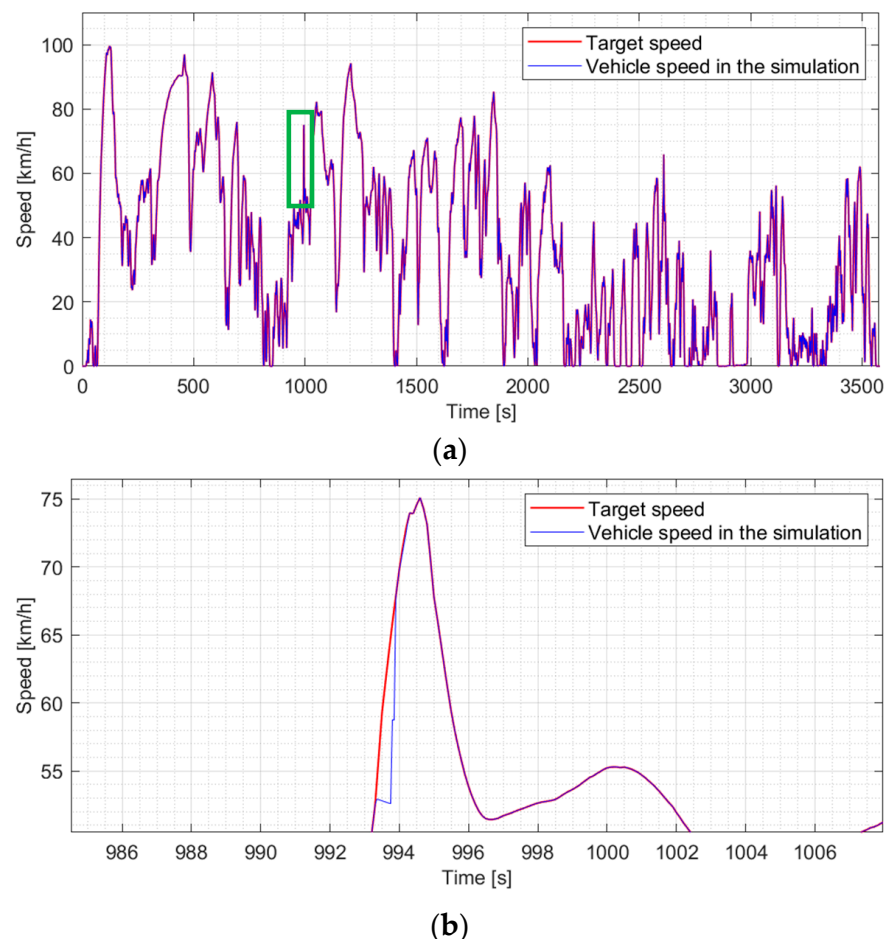 100
80
60
40
20
0
Speed [km/h]
Target speed
Vehicle speed in the simulation
0 500 1000 1500 2000 2500 3000 3500
Time [s]
(a)
75
70
65
60
55
Speed [km/h]
Target speed
Vehicle speed in the simulation
986 988 990 992 994 996 998 1000 1002 1004 1006
Time [s]
(b)